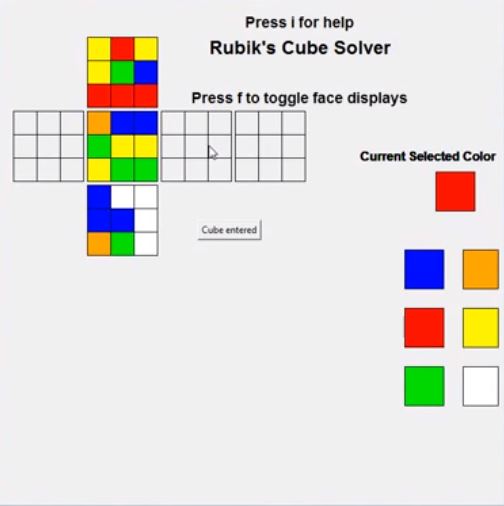 Press i for help
Rubik's Cube Solver
Press f to toggle face displays
Current Selected Color
Cube entered